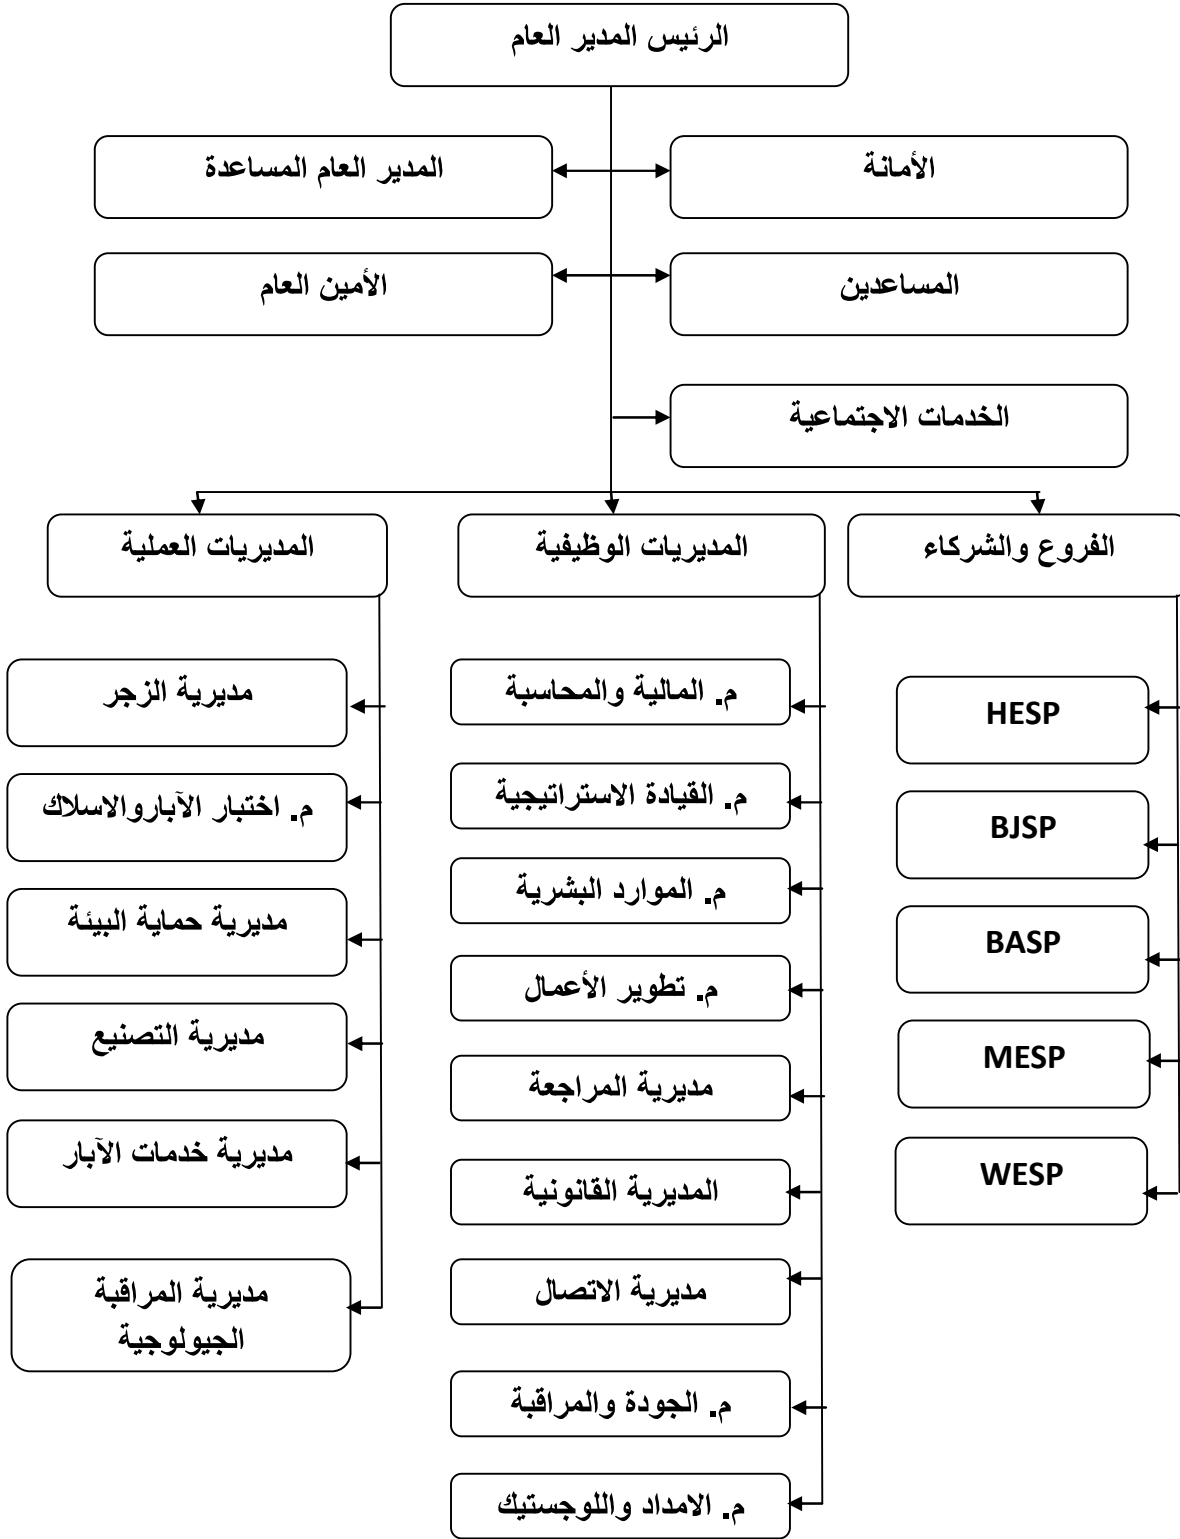 الرئيس المدير العام
الأمانة
المدير العام المساعدة
المساعدين
الأمين العام
الخدمات الاجتماعية
الفروع والشركاء
HESP
BJSP
BASP
MESP
WESP
المديريات الوظيفية
م. المالية والمحاسبة
م. القيادة الاستراتيجية
م. الموارد البشرية
م. تطوير الأعمال
مديرية المراجعة
المديرية القانونية
مديرية الاتصال
م. الجودة والمراقبة
م. الامداد واللوجستيك
المديريات العملية
مديرية الزجر
م. اختبار الآباروالاسلاك
مديرية حماية البيئة
مديرية التصنيع
مديرية خدمات الآبار
مديرية المراقبة
الجيولوجية